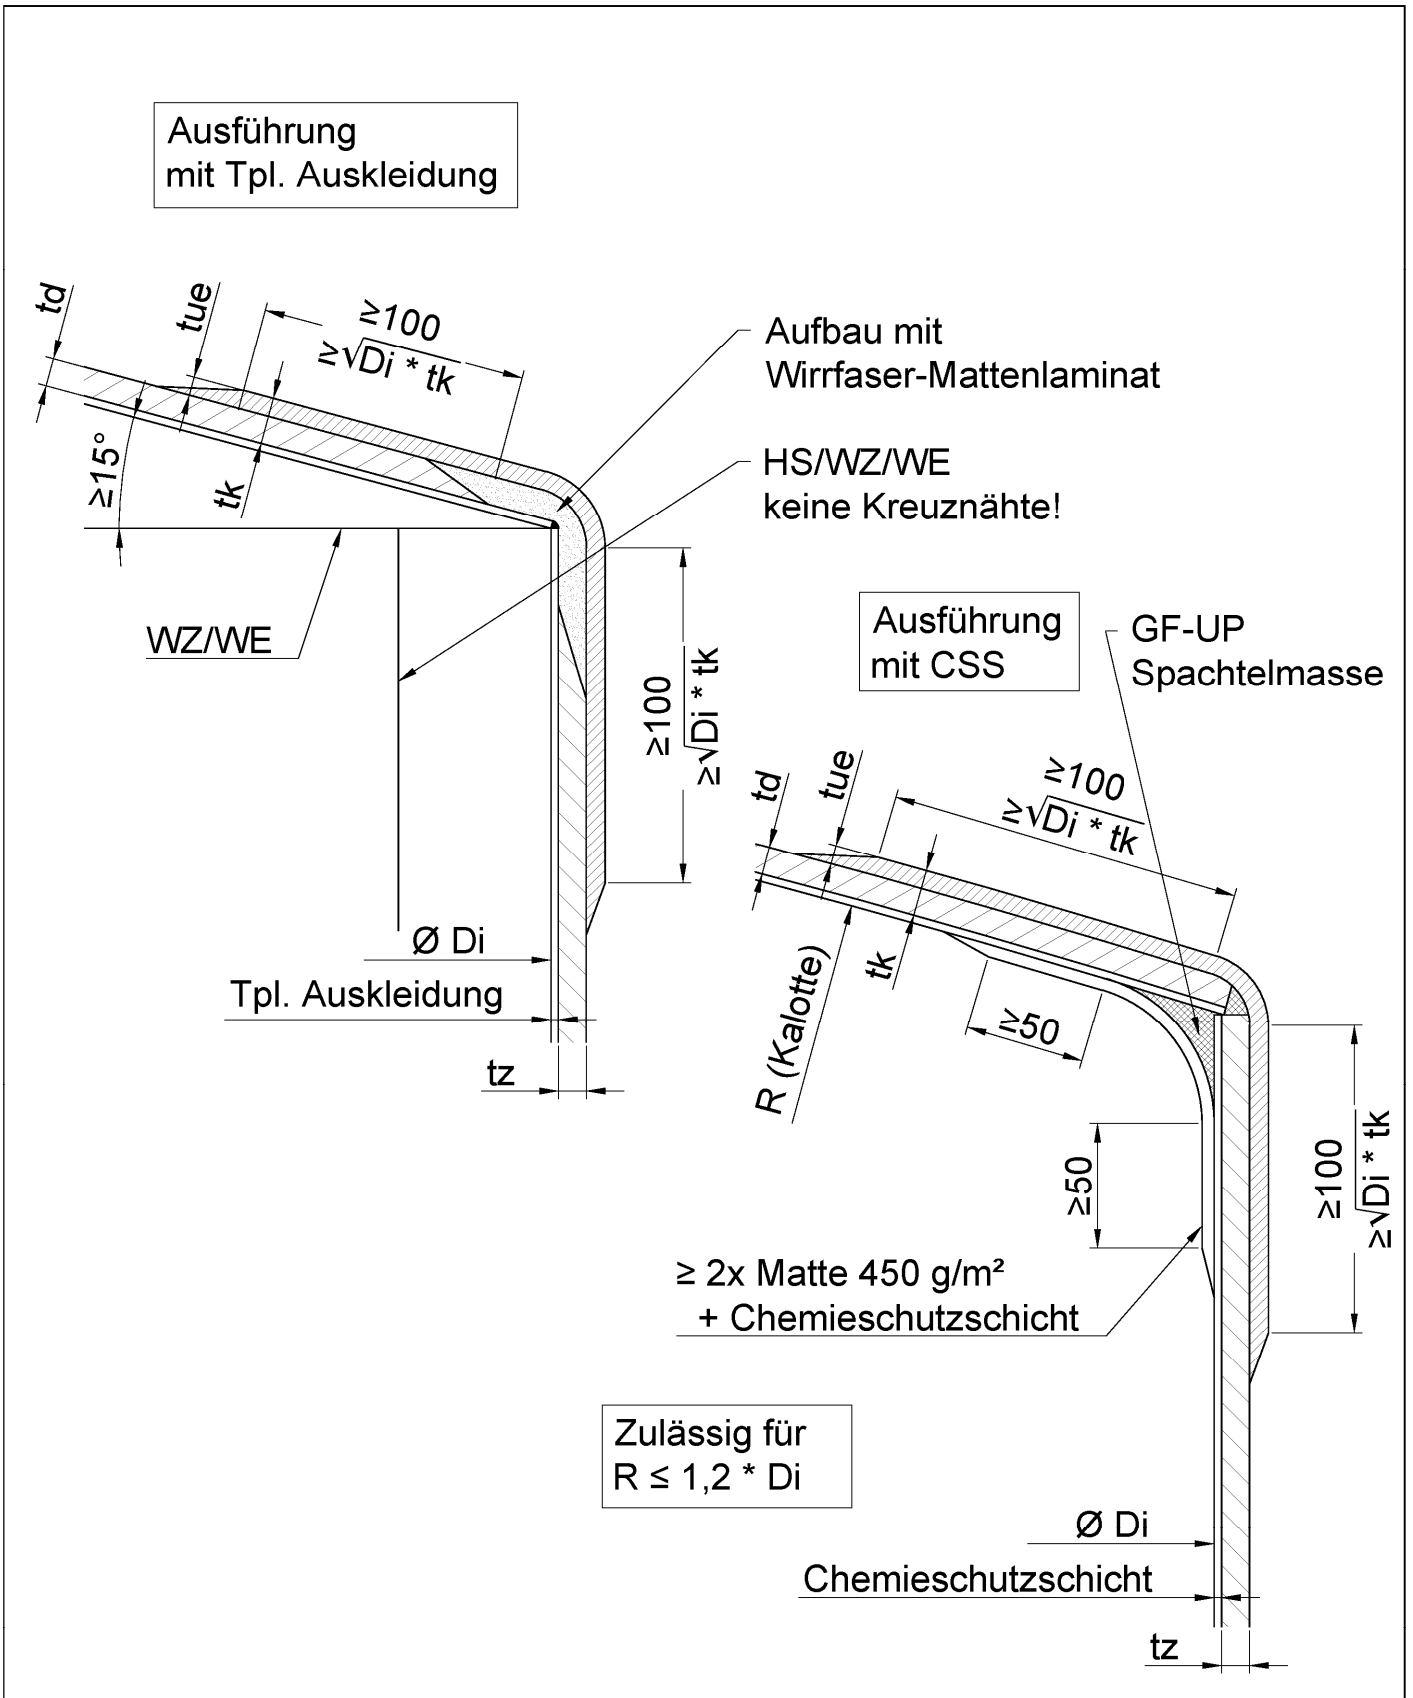 Ausführung
mit Tpl. Auskleidung
td
tue
≥100
≥√Di * tk
≥15°
tk
Aufbau mit
Wirrfaser-Mattenlaminat
HS/WZ/WE
keine Kreuznähte!
WZ/WE
≥100
≥√Di * tk
Ø Di
Tpl. Auskleidung
tz
Ausführung
mit CSS
GF-UP
Spachtelmasse
td
tue
≥100
≥√Di * tk
tk
R (Kalotte)
≥50
≥50
≥100
≥√Di * tk
≥ 2x Matte 450 g/m²
+ Chemieschutzschicht
Zulässig für
R ≤ 1,2 * Di
Ø Di
Chemieschutzschicht
tz